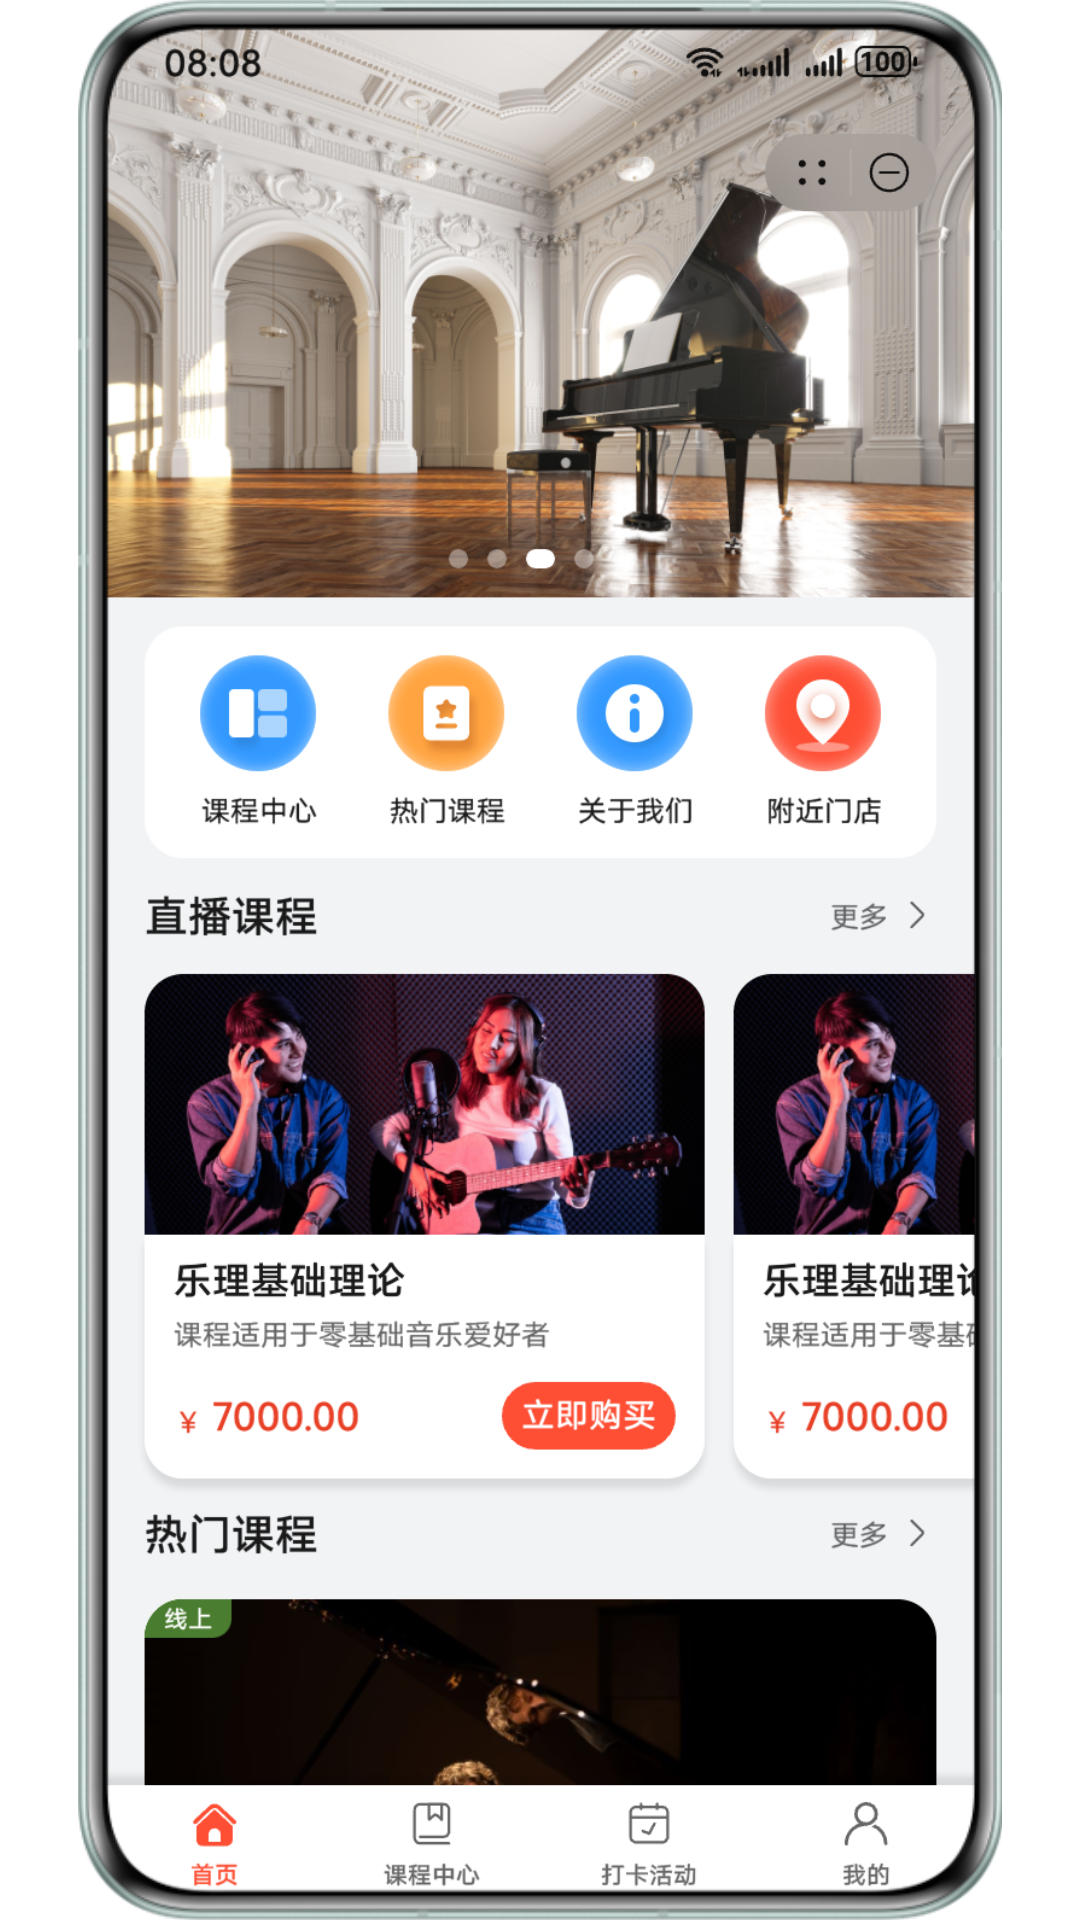 08:08
100
课程中心
热门课程
关于我们
附近门店
直播课程
更多
乐理基础理论
课程适用于零基础音乐爱好者
¥ 7000.00
立即购买
乐理基础理论
课程适用于零基础
¥ 7000.00
热门课程
更多
线上
首页
课程中心
打卡活动
我的